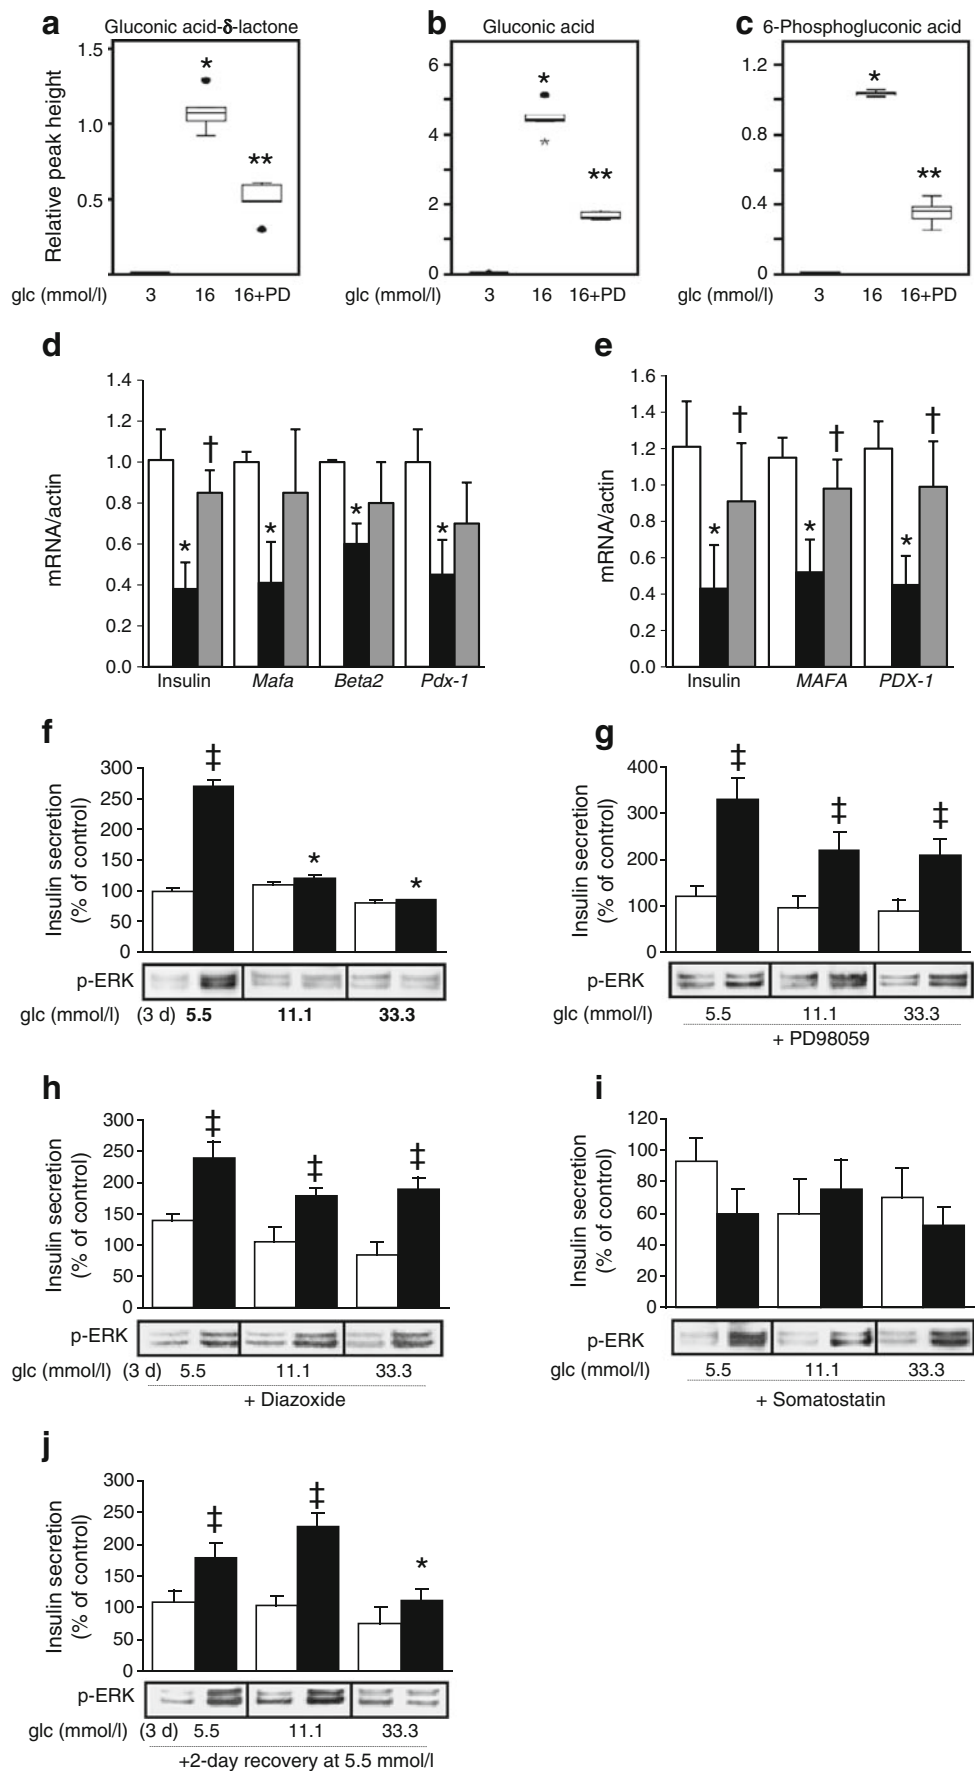 a Gluconic acid-δ-lactone
b Gluconic acid
c 6-Phosphogluconic acid
Relative peak height
1.5
1.0
0.5
*
**
6
4
2
0
*
*
**
1.2
0.8
0.4
0
*
**
glc (mmol/l) 3 16 16+PD
glc (mmol/l) 3 16 16+PD
glc (mmol/l) 3 16 16+PD
d
mRNA/actin
1.4
1.2
1.0
0.8
0.6
0.4
0.2
0.0
* † * * *
Insulin Mafa Beta2 Pdx-1
e
mRNA/actin
1.6
1.4
1.2
1.0
0.8
0.6
0.4
0.2
0.0
* † * † * †
Insulin MAFA PDX-1
f
Insulin secretion
(% of control)
300
250
200
150
100
50
0
‡ * *
p-ERK
glc (mmol/l) (3 d) 5.5 11.1 33.3
g
Insulin secretion
(% of control)
400
300
200
100
0
‡ ‡ ‡
p-ERK
glc (mmol/l) 5.5 11.1 33.3
+ PD98059
h
Insulin secretion
(% of control)
300
250
200
150
100
50
0
‡ ‡ ‡
p-ERK
glc (mmol/l) (3 d) 5.5 11.1 33.3
+ Diazoxide
i
Insulin secretion
(% of control)
120
100
80
60
40
20
0
p-ERK
glc (mmol/l) 5.5 11.1 33.3
+ Somatostatin
j
Insulin secretion
(% of control)
300
250
200
150
100
50
0
‡ ‡ *
p-ERK
glc (mmol/l) (3 d) 5.5 11.1 33.3
+2-day recovery at 5.5 mmol/l